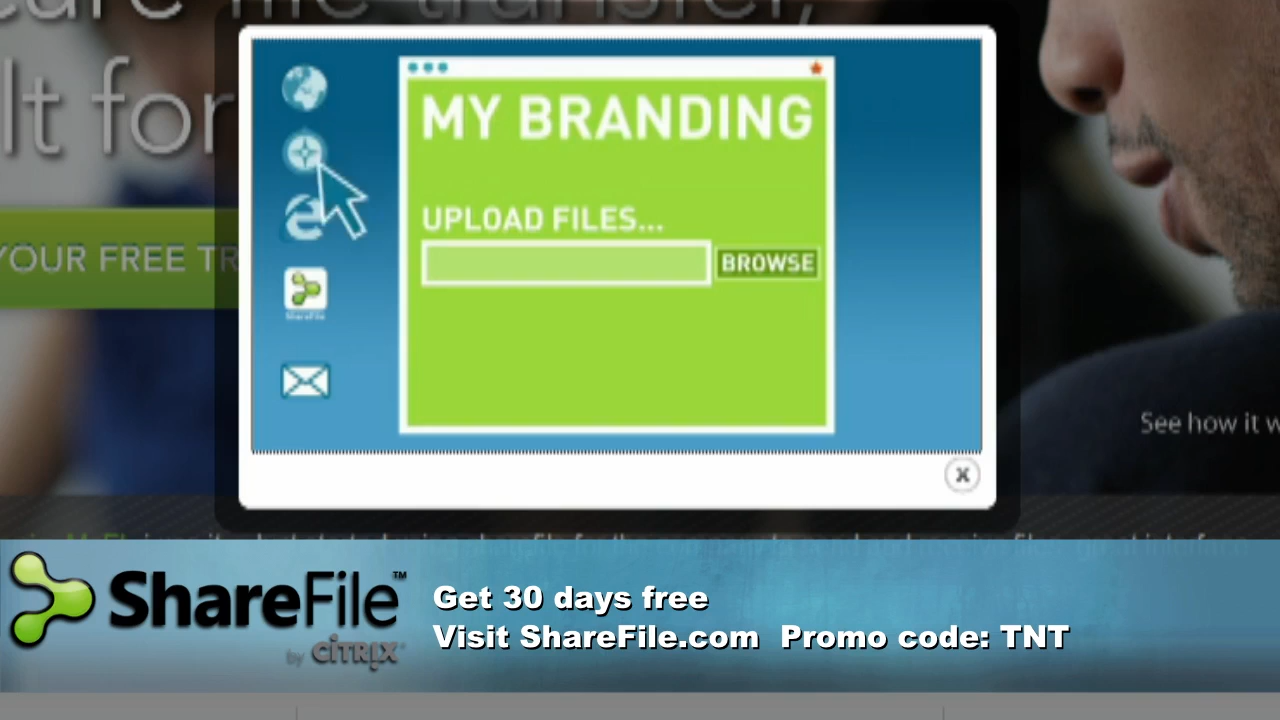 lt for
MY BRANDING
UPLOAD FILES...
BROWSE
YOUR FREE TR
ShareFile
See how it w
ShareFile™
by CITRIX
Get 30 days free
Visit ShareFile.com Promo code: TNT